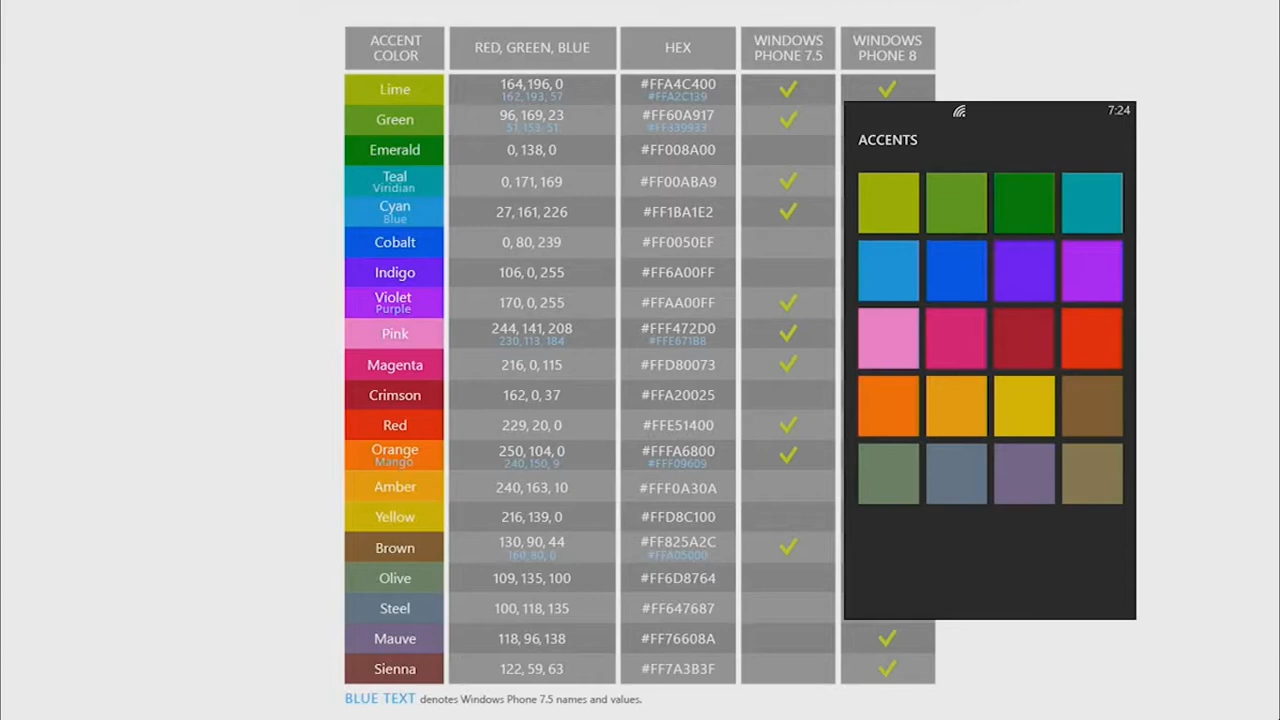 ACCENT COLOR RED, GREEN, BLUE HEX WINDOWS PHONE 7.5 WINDOWS PHONE 8
Lime 164,196, 0 #FFA4C400
162, 193, 57 #FFA2C139
Green 96, 169, 23 #FF60A917
51, 153, 51 #FF339933
Emerald 0, 138, 0 #FF008A00
Teal 0, 171, 169 #FF00ABA9
Viridian
Cyan 27, 161, 226 #FF1BA1E2
Blue
Cobalt 0, 80, 239 #FF0050EF
Indigo 106, 0, 255 #FF6A00FF
Violet 170, 0, 255 #FFAA00FF
Purple
Pink 244, 141, 208 #FFF472D0
230, 113, 184 #FFE671B8
Magenta 216, 0, 115 #FFD80073
Crimson 162, 0, 37 #FFA20025
Red 229, 20, 0 #FFE51400
Orange 250, 104, 0 #FFFA6800
Mango 240, 150, 9 #FFF09609
Amber 240, 163, 10 #FFF0A30A
Yellow 216, 139, 0 #FFD8C100
Brown 130, 90, 44 #FF825A2C
160, 80, 0 #FFA05000
Olive 109, 135, 100 #FF6D8764
Steel 100, 118, 135 #FF647687
Mauve 118, 96, 138 #FF76608A
Sienna 122, 59, 63 #FF7A3B3F
BLUE TEXT denotes Windows Phone 7.5 names and values.
7:24
ACCENTS